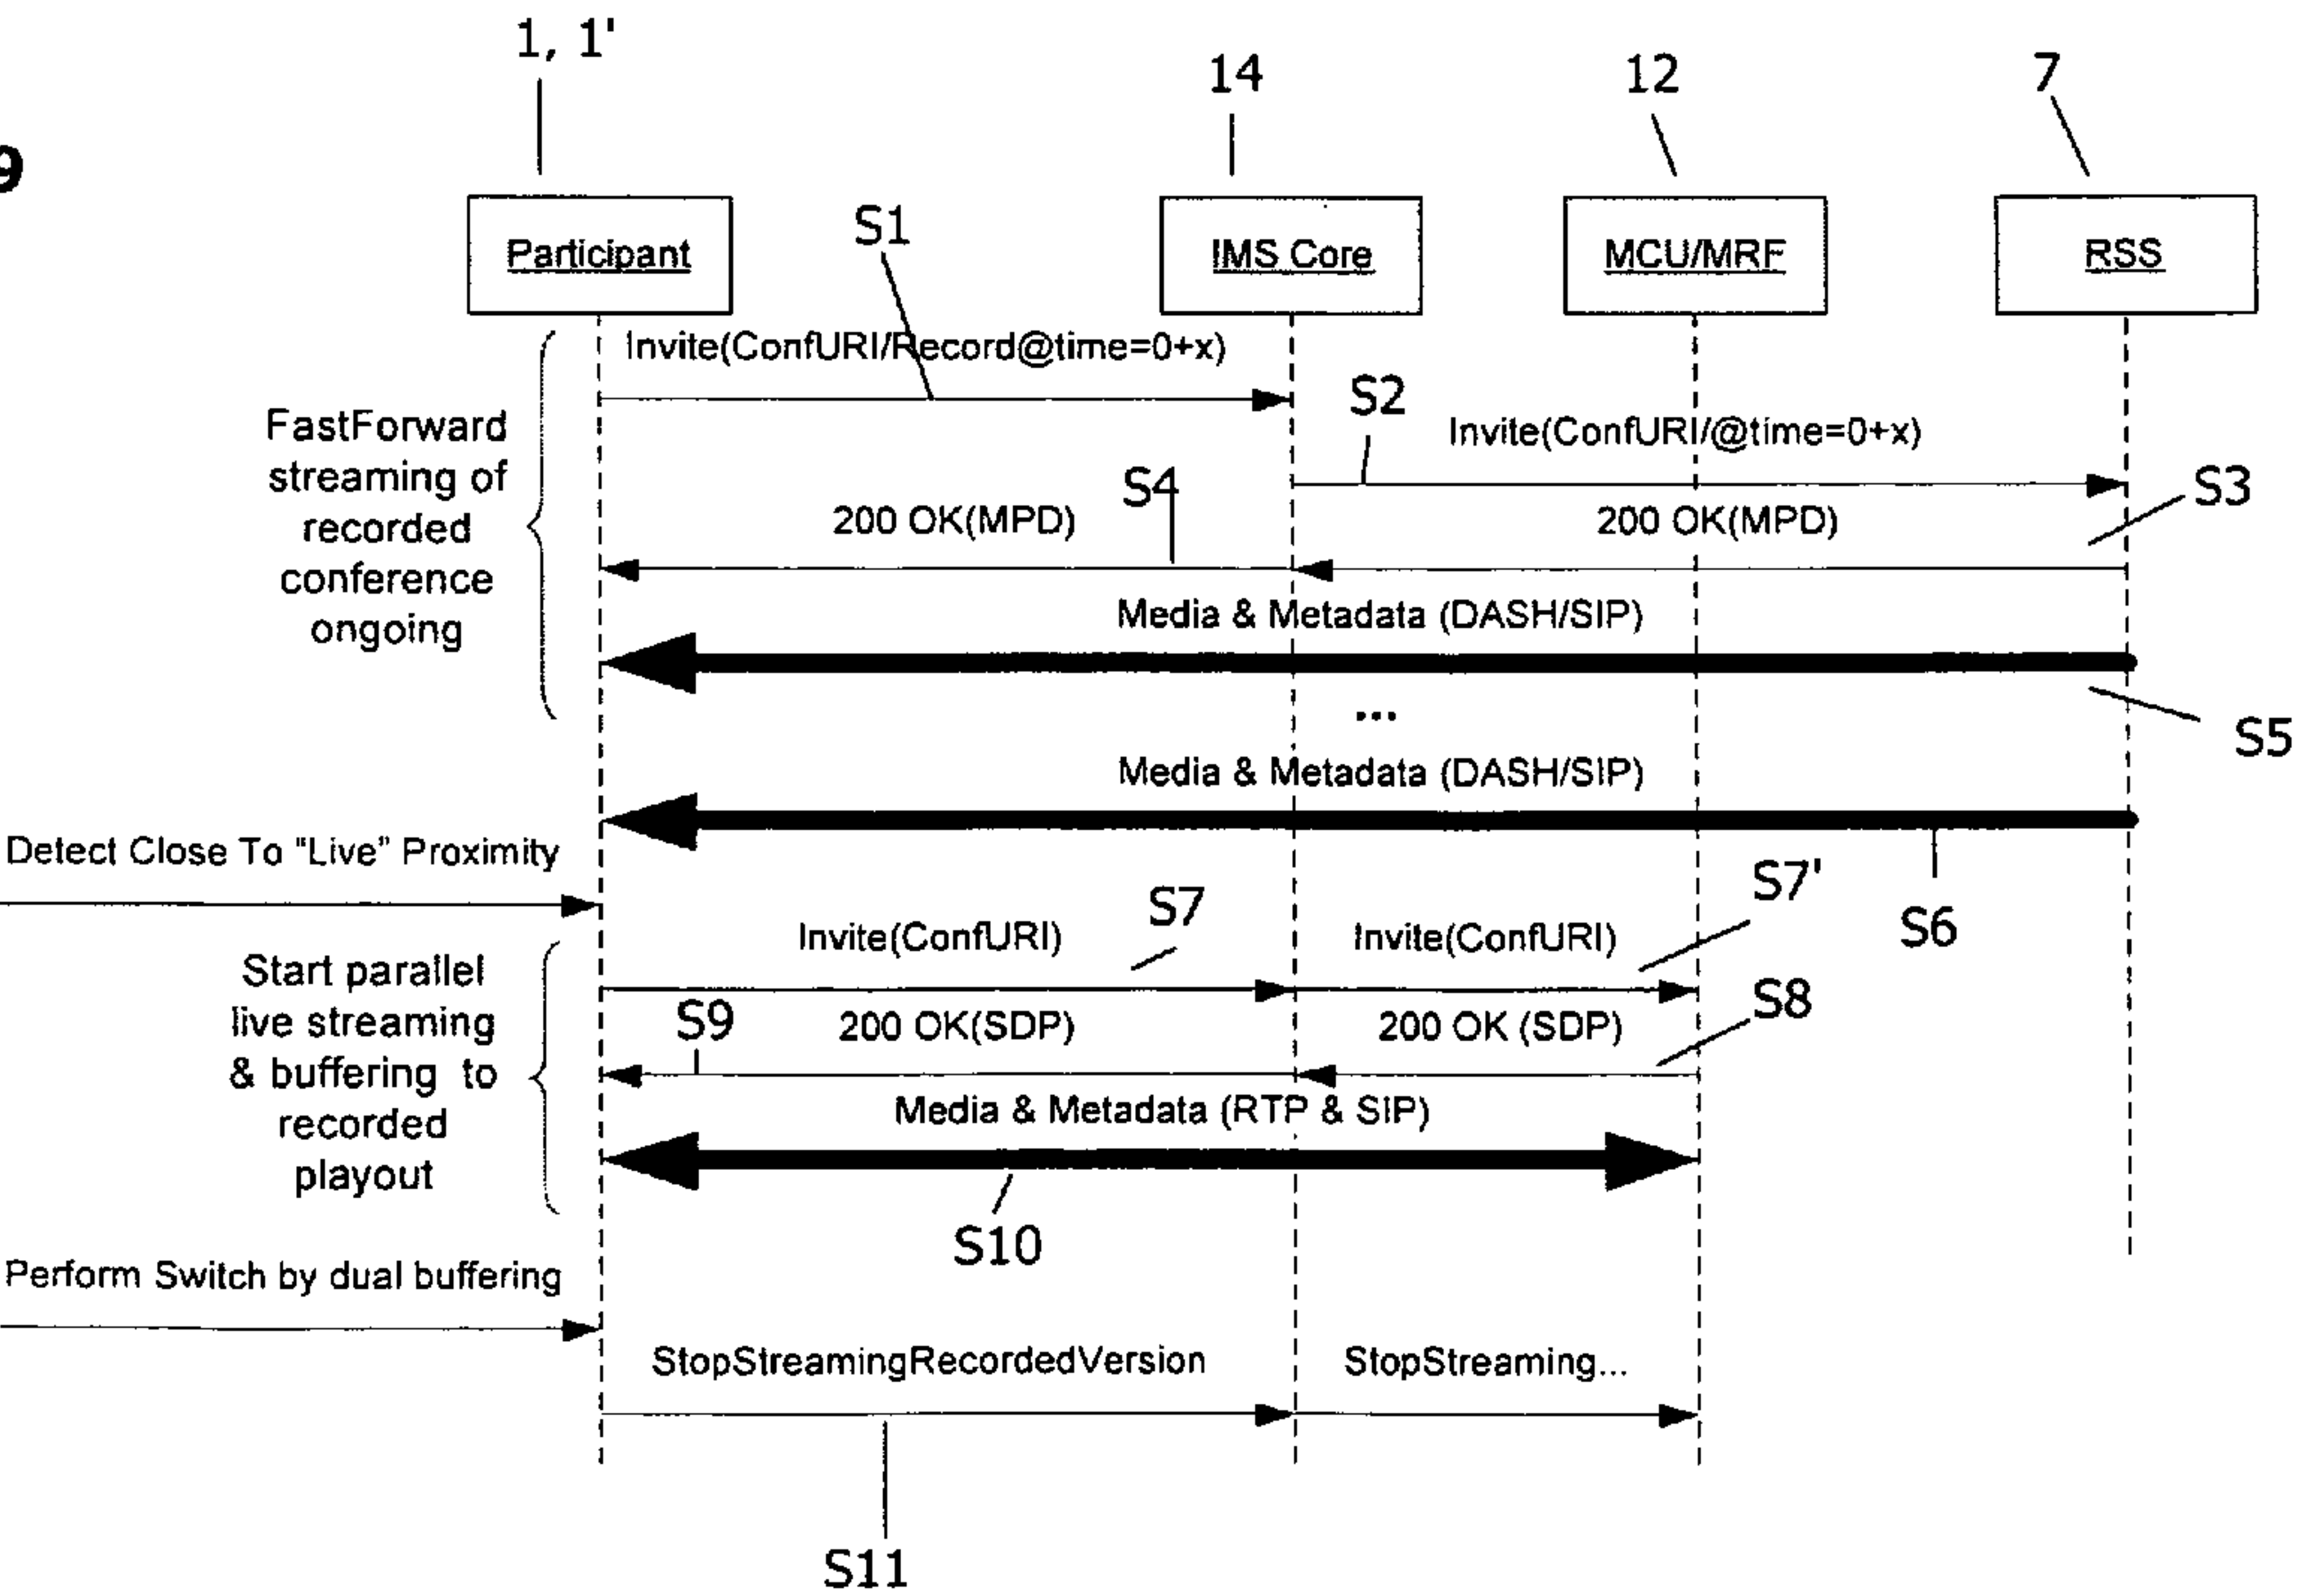 9
1, 1'
14
12
7
Participant
IMS Core
MCU/MRF
RSS
S1
Invite(ConfURI/Record@time=0+x)
S2
Invite(ConfURI/@time=0+x)
FastForward
streaming of
recorded
conference
ongoing
S4
200 OK(MPD)
200 OK(MPD)
S3
Media & Metadata (DASH/SIP)
S5
...
Media & Metadata (DASH/SIP)
S6
Detect Close To "Live" Proximity
Start parallel
live streaming
& buffering to
recorded
playout
Invite(ConfURI)
S7
Invite(ConfURI)
S7'
S9
200 OK(SDP)
200 OK (SDP)
S8
Media & Metadata (RTP & SIP)
S10
Perform Switch by dual buffering
StopStreamingRecordedVersion
StopStreaming...
S11